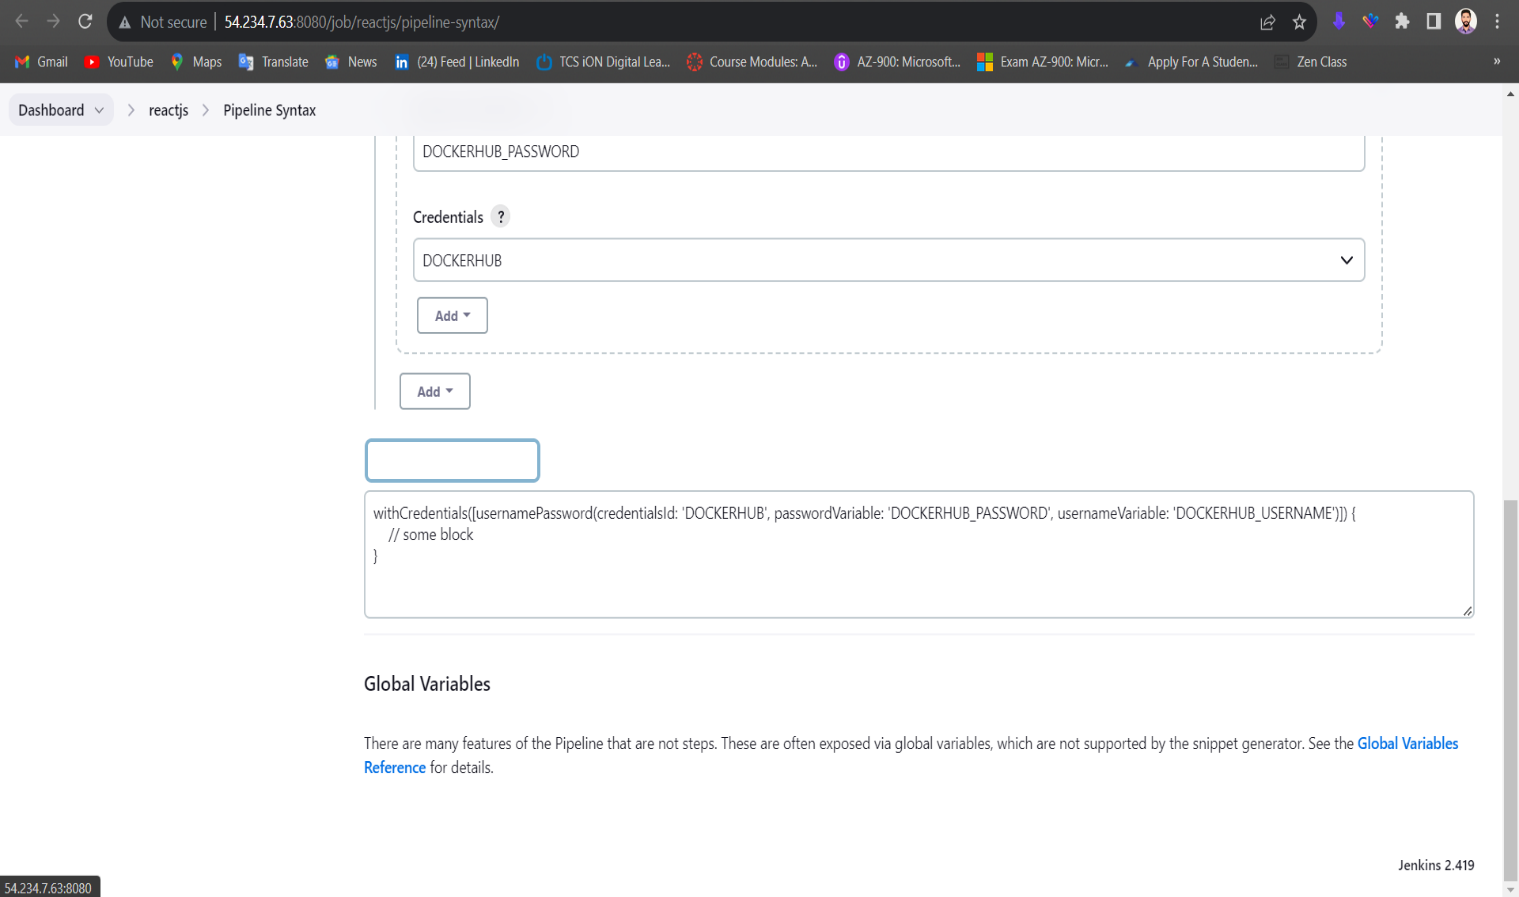 Not secure | 54.234.7.63:8080/job/reactjs/pipeline-syntax/
Gmail YouTube Maps Translate News (24) Feed | LinkedIn TCS iON Digital Lea... Course Modules: A... AZ-900: Microsoft... Exam AZ-900: Micr... Apply For A Studen... Zen Class »
Dashboard > reactjs > Pipeline Syntax
DOCKERHUB_PASSWORD
Credentials ?
DOCKERHUB
Add
Add
withCredentials([usernamePassword(credentialsId: 'DOCKERHUB', passwordVariable: 'DOCKERHUB_PASSWORD', usernameVariable: 'DOCKERHUB_USERNAME')]) {
// some block
}
Global Variables
There are many features of the Pipeline that are not steps. These are often exposed via global variables, which are not supported by the snippet generator. See the Global Variables
Reference for details.
Jenkins 2.419
54.234.7.63:8080